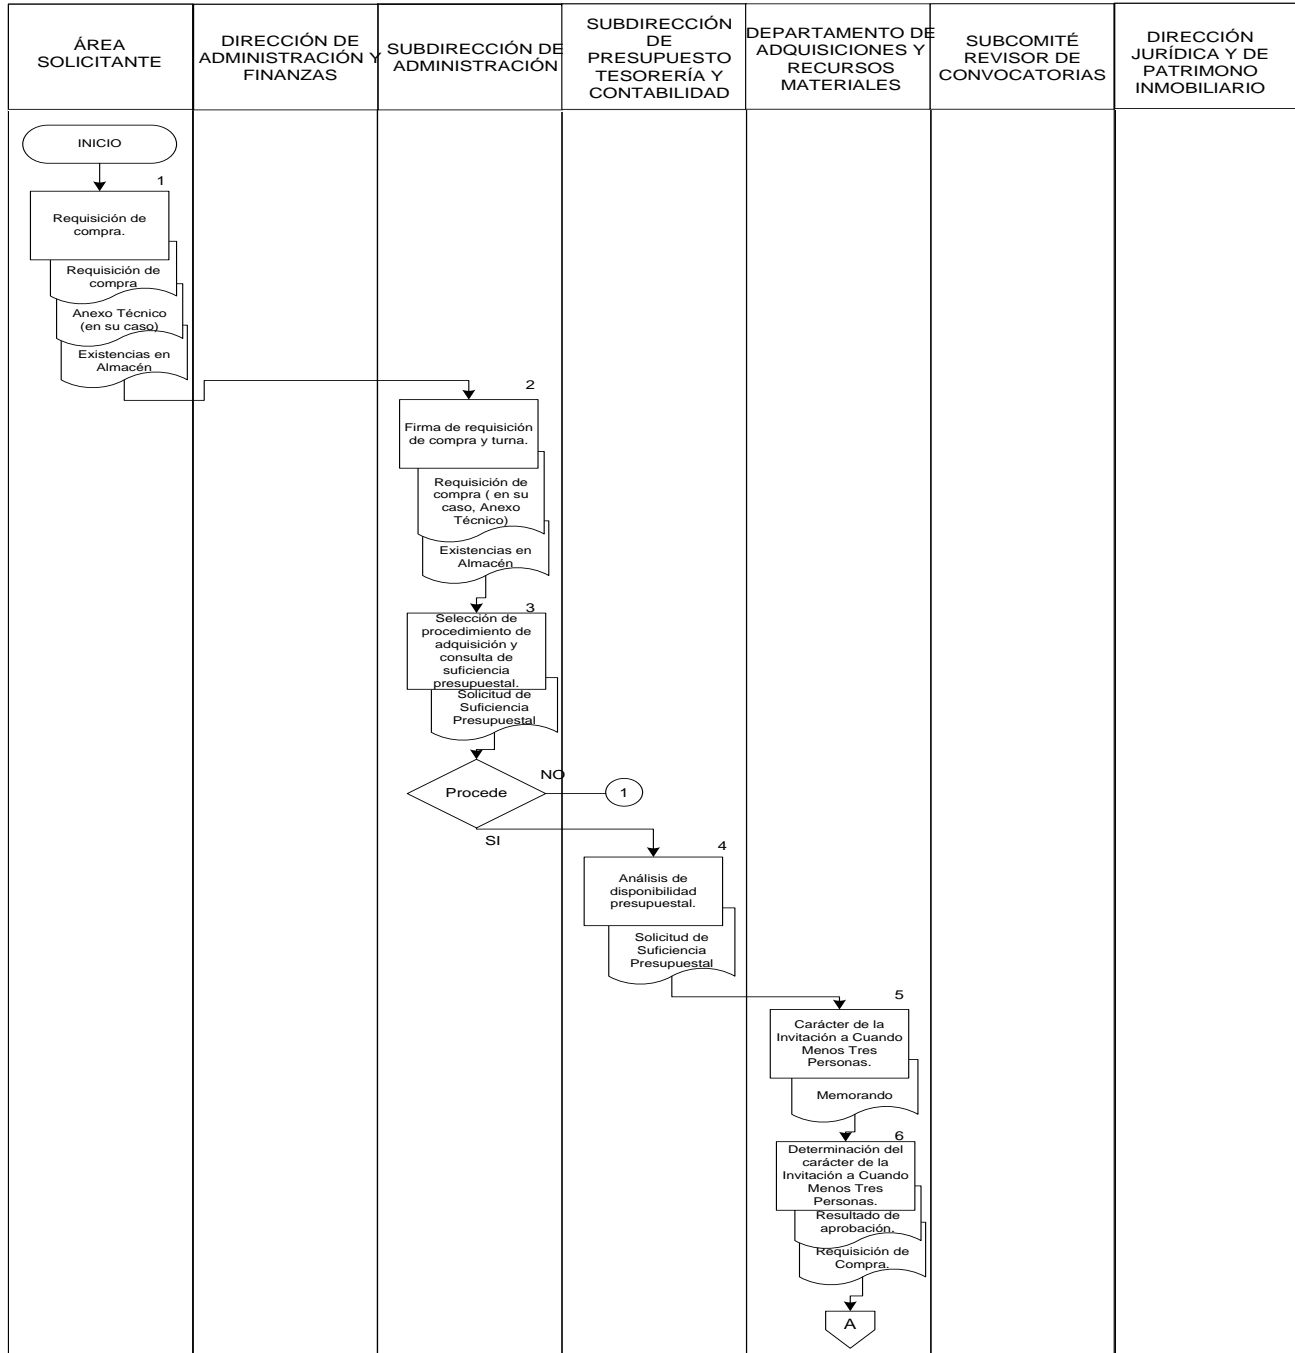 ÁREA
SOLICITANTE
DIRECCIÓN DE
ADMINISTRACIÓN Y
FINANZAS
SUBDIRECCIÓN DE
ADMINISTRACIÓN
SUBDIRECCIÓN
DE
PRESUPUESTO
TESORERÍA Y
CONTABILIDAD
DEPARTAMENTO DE
ADQUISICIONES Y
RECURSOS
MATERIALES
SUBCOMITÉ
REVISOR DE
CONVOCATORIAS
DIRECCIÓN
JURÍDICA Y DE
PATRIMONO
INMOBILIARIO
INICIO
1
Requisición de
compra.
Requisición de
compra
Anexo Técnico
(en su caso)
Existencias en
Almacén
2
Firma de requisición
de compra y turna.
Requisición de
compra ( en su
caso, Anexo
Técnico)
Existencias en
Almacén
3
Selección de
procedimiento de
adquisición y
consulta de
suficiencia
presupuestal.
Solicitud de
Suficiencia
Presupuestal
Procede
NO
1
SI
4
Análisis de
disponibilidad
presupuestal.
Solicitud de
Suficiencia
Presupuestal
5
Carácter de la
Invitación a Cuando
Menos Tres
Personas.
Memorando
6
Determinación del
carácter de la
Invitación a Cuando
Menos Tres
Personas.
Resultado de
aprobación.
Requisición de
Compra.
A